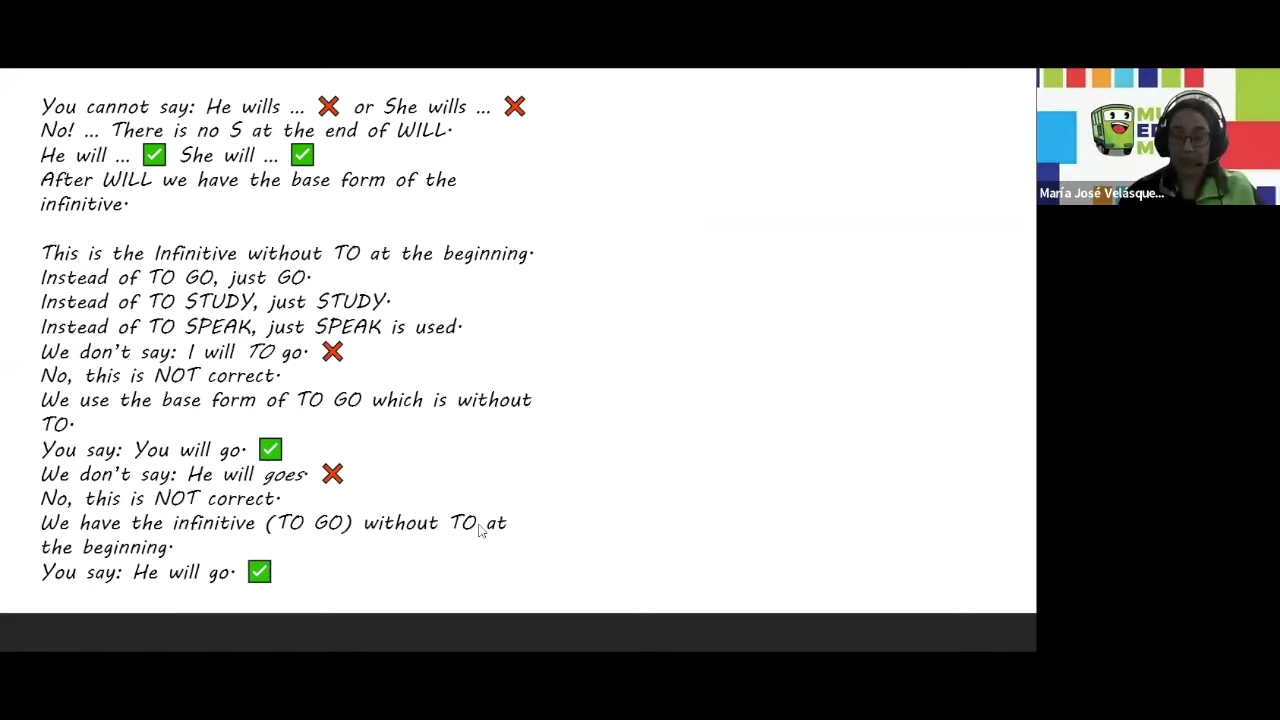 You cannot say: He wills ... ❌ or She wills ... ❌
No! ... There is no S at the end of WILL.
He will ... ✅ She will ... ✅
After WILL we have the base form of the
infinitive.
This is the Infinitive without TO at the beginning.
Instead of TO GO, just GO.
Instead of TO STUDY, just STUDY.
Instead of TO SPEAK, just SPEAK is used.
We don't say: I will TO go. ❌
No, this is NOT correct.
We use the base form of TO GO which is without
TO.
You say: You will go. ✅
We don't say: He will goes. ❌
No, this is NOT correct.
We have the infinitive (TO GO) without TO at
the beginning.
You say: He will go. ✅
María José Velásque...